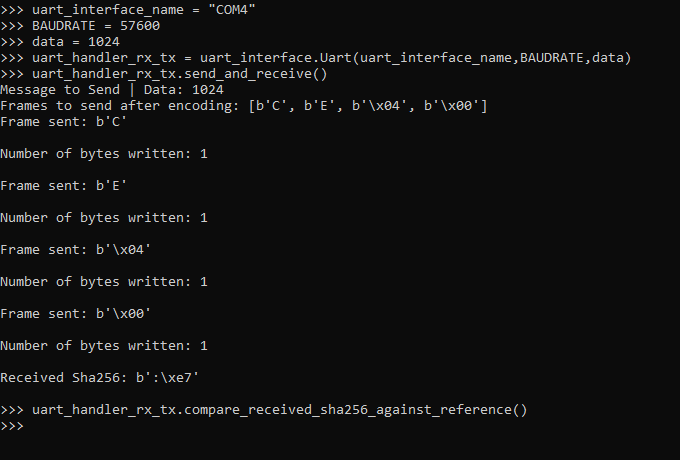 >>> uart_interface_name = "COM4"
>>> BAUDRATE = 57600
>>> data = 1024
>>> uart_handler_rx_tx = uart_interface.Uart(uart_interface_name,BAUDRATE,data)
>>> uart_handler_rx_tx.send_and_receive()
Message to Send | Data: 1024
Frames to send after encoding: [b'C', b'E', b'\x04', b'\x00']
Frame sent: b'C'
Number of bytes written: 1
Frame sent: b'E'
Number of bytes written: 1
Frame sent: b'\x04'
Number of bytes written: 1
Frame sent: b'\x00'
Number of bytes written: 1
Received Sha256: b':\xe7'
>>> uart_handler_rx_tx.compare_received_sha256_against_reference()
>>>